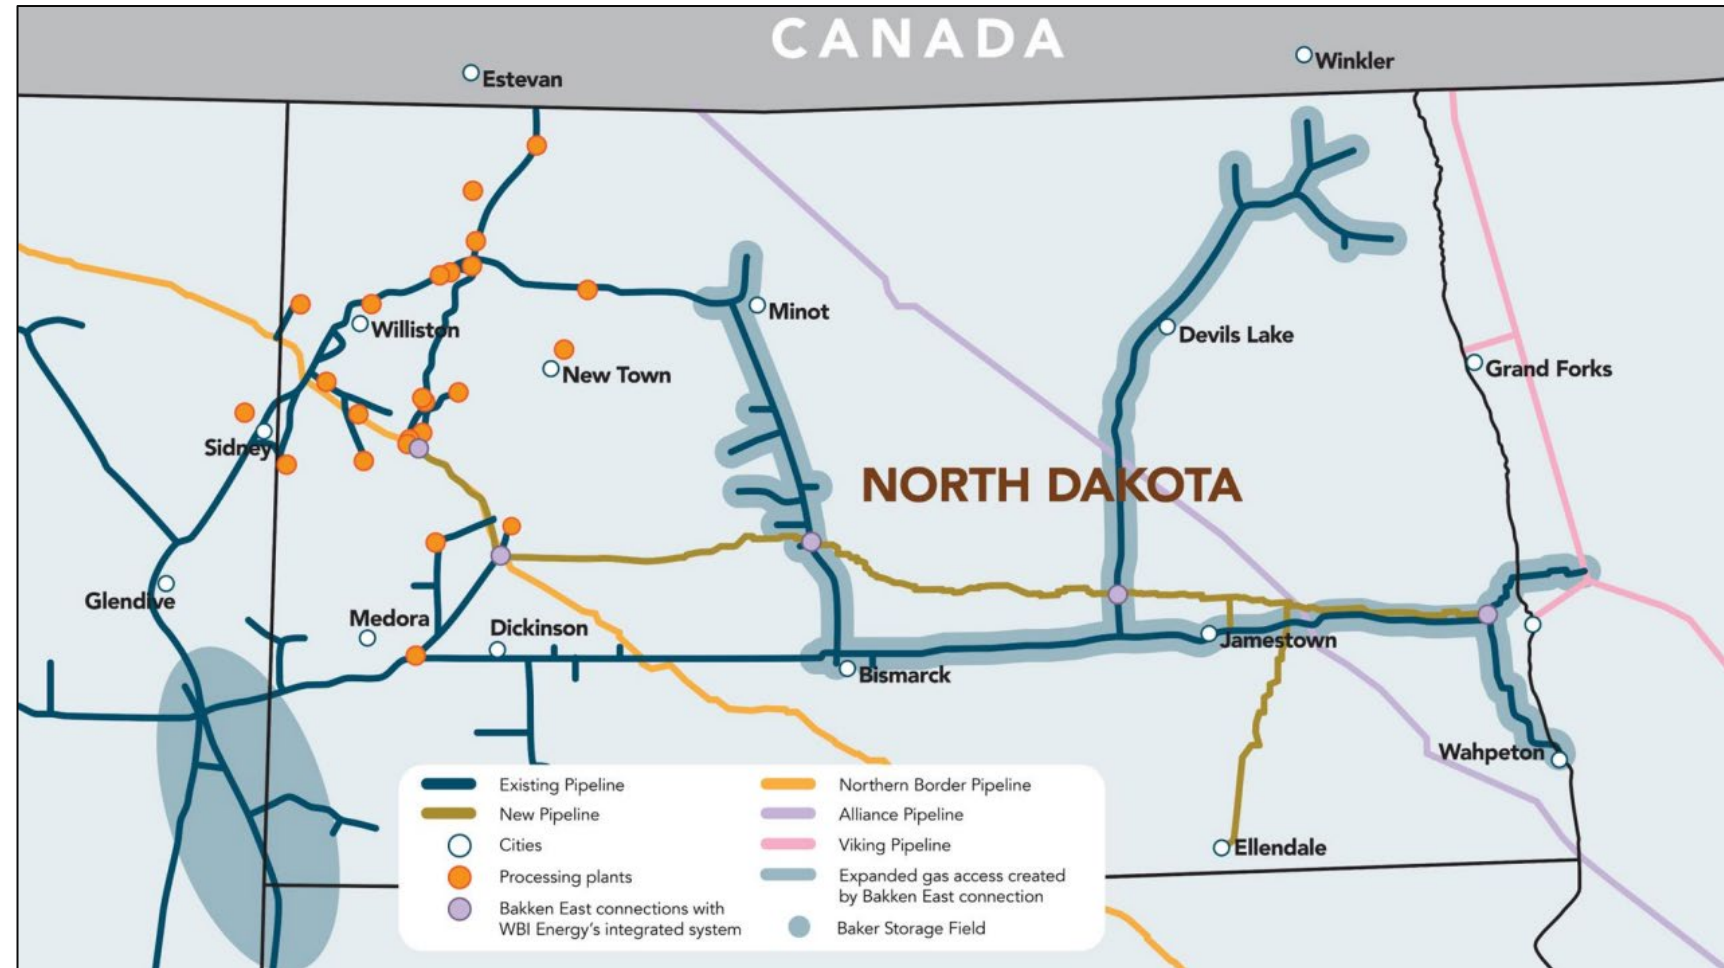 CANADA
Estevan
Winkler
Minot
Williston
Devils Lake
New Town
Grand Forks
Sidney
NORTH DAKOTA
Glendive
Medora
Dickinson
Jamestown
Bismarck
Wahpeton
Ellendale
Existing Pipeline
New Pipeline
Cities
Processing plants
Bakken East connections with
WBI Energy's integrated system
Northern Border Pipeline
Alliance Pipeline
Viking Pipeline
Expanded gas access created
by Bakken East connection
Baker Storage Field